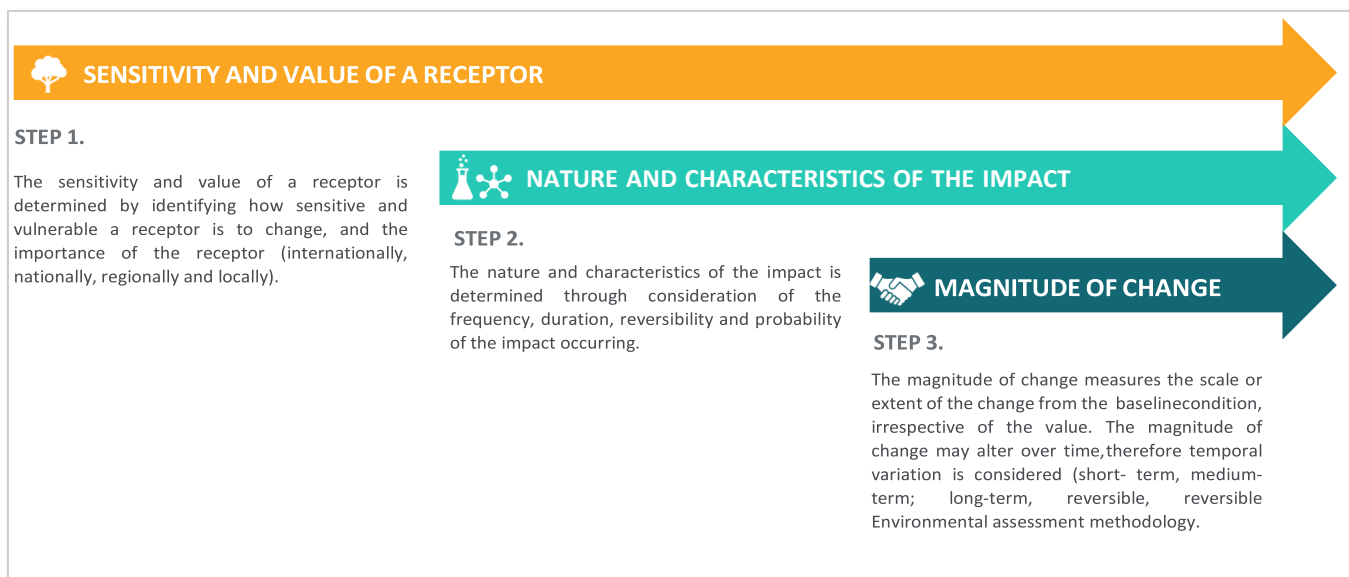 SENSITIVITY AND VALUE OF A RECEPTOR
STEP 1.
The sensitivity and value of a receptor is
determined by identifying how sensitive and
vulnerable a receptor is to change, and the
importance of the receptor (internationally,
nationally, regionally and locally).
NATURE AND CHARACTERISTICS OF THE IMPACT
STEP 2.
The nature and characteristics of the impact is
determined through consideration of the
frequency, duration, reversibility and probability
of the impact occurring.
MAGNITUDE OF CHANGE
STEP 3.
The magnitude of change measures the scale or
extent of the change from the baselinecondition,
irrespective of the value. The magnitude of
change may alter over time,therefore temporal
variation is considered (short- term, medium-
term; long-term, reversible, reversible
Environmental assessment methodology.